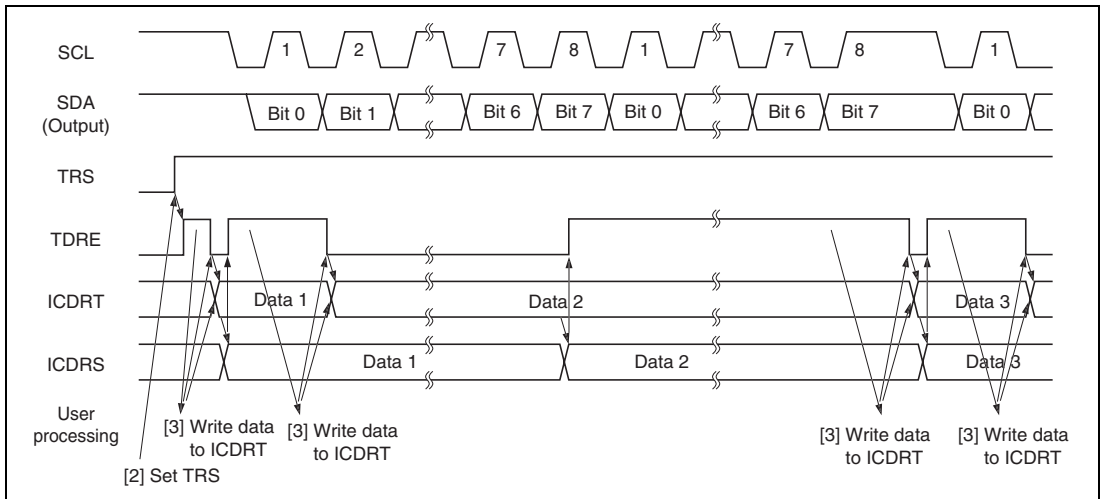 SCL 1 2 7 8 1 7 8 1
SDA
(Output)
Bit 0 Bit 1 Bit 6 Bit 7 Bit 0 Bit 6 Bit 7 Bit 0
TRS
TDRE
ICDRT Data 1 Data 2 Data 3
ICDRS Data 1 Data 2 Data 3
User
processing
[3] Write data
to ICDRT
[3] Write data
to ICDRT
[3] Write data
to ICDRT
[3] Write data
to ICDRT
[2] Set TRS